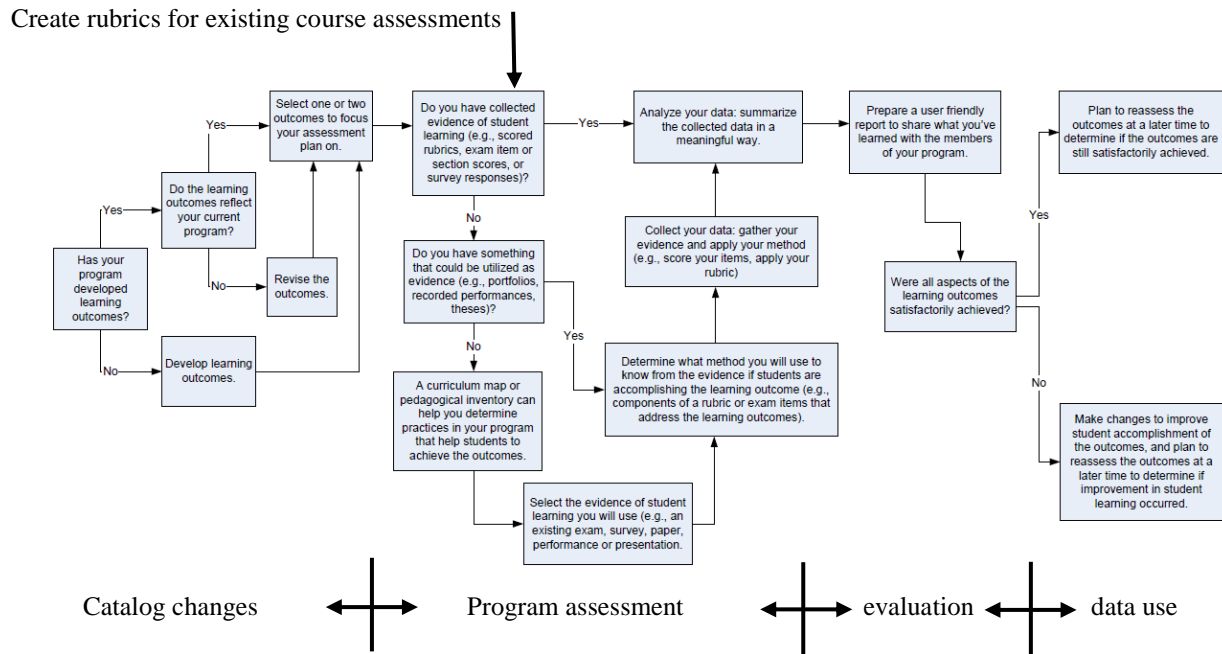 Create rubrics for existing course assessments
Has your
program
developed
learning
outcomes?
Yes
No
Do the learning
outcomes reflect
your current
program?
Yes
No
Revise the
outcomes.
Develop learning
outcomes.
Select one or two
outcomes to focus
your assessment
plan on.
Do you have collected
evidence of student
learning (e.g., scored
rubrics, exam item or
section scores, or
survey responses)?
Yes
No
Do you have something
that could be utilized as
evidence (e.g., portfolios,
recorded performances,
theses)?
Yes
No
A curriculum map or
pedagogical inventory can
help you determine
practices in your program
that help students to
achieve the outcomes.
Select the evidence of student
learning you will use (e.g., an
existing exam, survey, paper,
performance or presentation.
Determine what method you will use to
know from the evidence if students are
accomplishing the learning outcome (e.g.,
components of a rubric or exam items that
address the learning outcomes).
Collect your data: gather your
evidence and apply your method
(e.g., score your items, apply your
rubric)
Analyze your data: summarize
the collected data in a
meaningful way.
Prepare a user friendly
report to share what you've
learned with the members
of your program.
Were all aspects of the
learning outcomes
satisfactorily achieved?
Yes
No
Plan to reassess the
outcomes at a later time to
determine if the outcomes are
still satisfactorily achieved.
Make changes to improve
student accomplishment of
the outcomes, and plan to
reassess the outcomes at a
later time to determine if
improvement in student
learning occurred.
Catalog changes
Program assessment
evaluation
data use